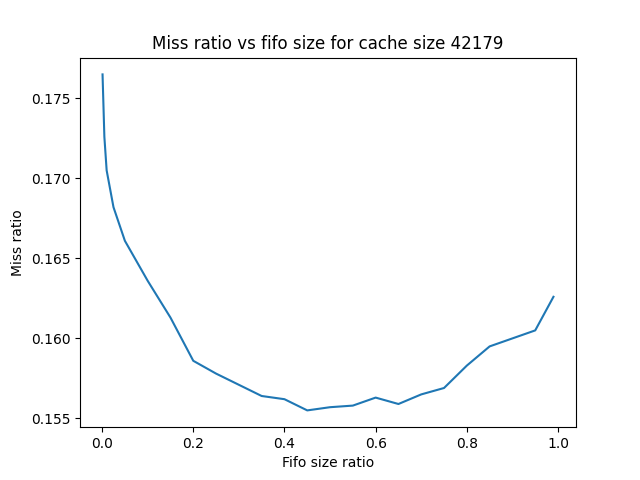 Miss ratio vs fifo size for cache size 42179
0.175
0.170
0.165
0.160
0.155
Miss ratio
0.0 0.2 0.4 0.6 0.8 1.0
Fifo size ratio